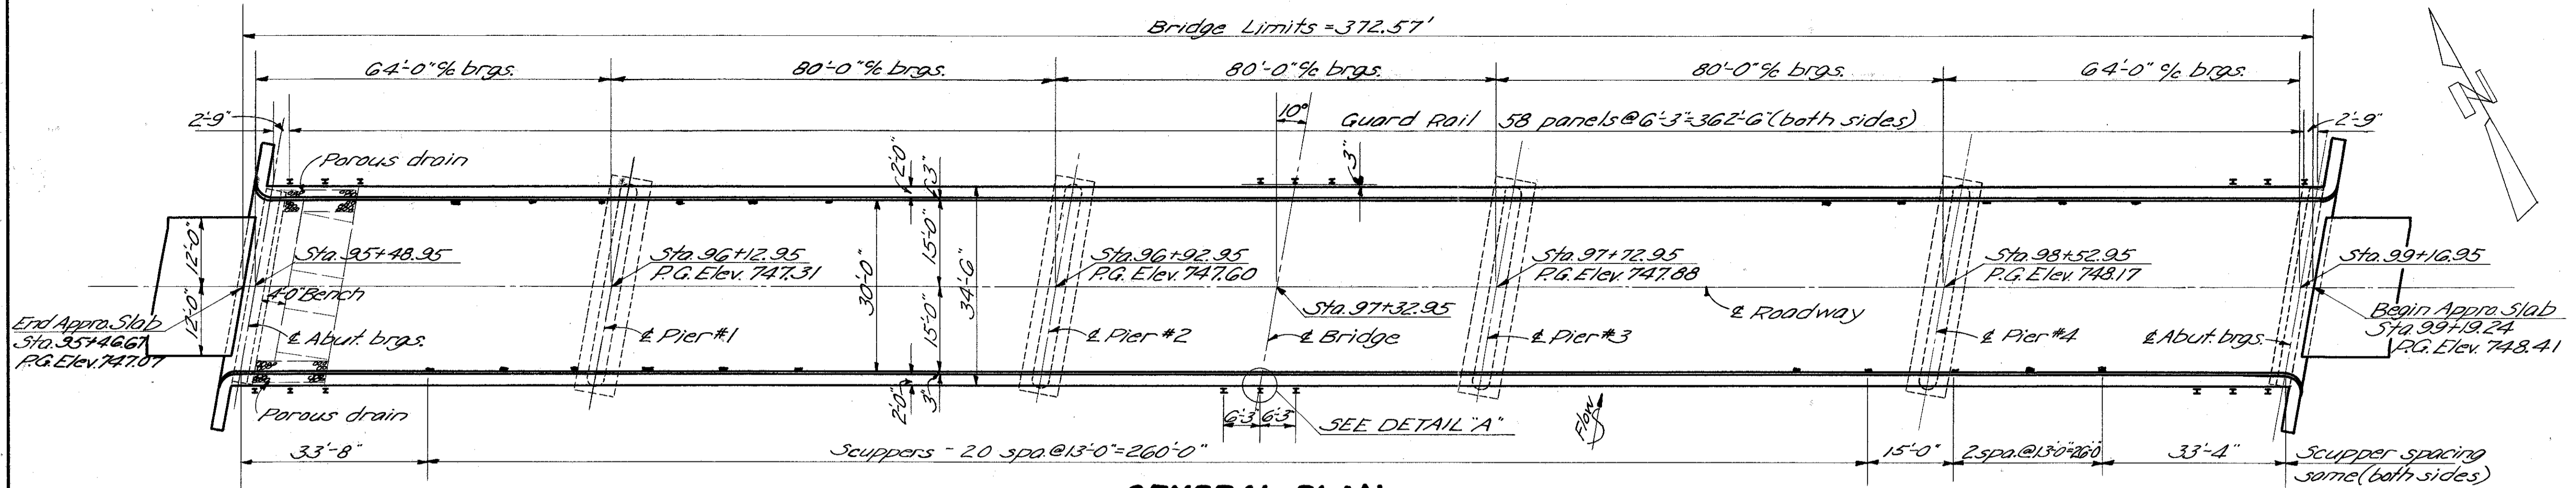 Bridge Limits = 372.57'
64'-0" c/c brgs.
80'-0" c/c brgs.
80'-0" c/c brgs.
80'-0" c/c brgs.
64'-0" c/c brgs.
2'-9"
10°
Guard Rail 58 panels@6'-3"=362'-6"(both sides)
2'-9"
N
Porous drain
2'-0"
3"
3"
12'-0"
15'-0"
Sta. 95+48.95
Sta. 96+12.95
P.G. Elev. 747.31
30'-0"
34'-6"
Sta. 96+92.95
P.G. Elev. 747.60
Sta. 97+72.95
P.G. Elev. 747.88
Sta. 98+52.95
P.G. Elev. 748.17
Sta. 99+16.95
4'-0" Bench
12'-0"
15'-0"
Sta. 97+32.95
℄ Roadway
End Appro. Slab
Sta. 95+46.67
P.G. Elev. 747.07
℄ Abut. brgs.
℄ Pier #1
℄ Pier #2
℄ Bridge
℄ Pier #3
℄ Pier #4
℄ Abut. brgs.
Begin Appro. Slab
Sta. 99+19.24
P.G. Elev. 748.41
Porous drain
2'-0"
3"
6'-3"
6'-3"
SEE DETAIL "A"
Flow
33'-8"
Scuppers - 20 spa.@13'-0"=260'-0"
15'-0"
2 spa.@13'-0"=26'-0"
33'-4"
Scupper spacing
same (both sides)
GENERAL PLAN